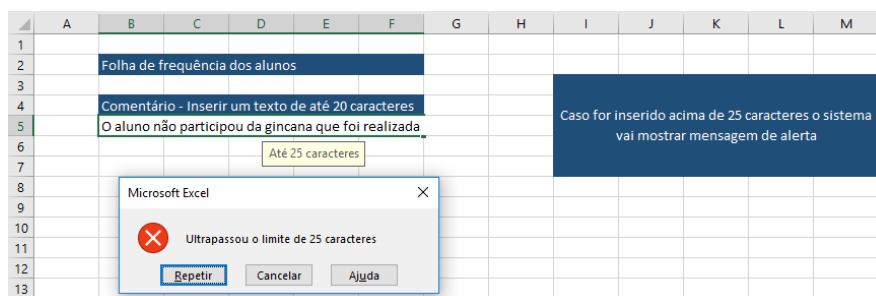 A B C D E F G H I J K L M
1
2 Folha de frequência dos alunos
3
4 Comentário - Inserir um texto de até 20 caracteres
5 O aluno não participou da gincana que foi realizada
Caso for inserido acima de 25 caracteres o sistema
vai mostrar mensagem de alerta
6
Até 25 caracteres
7
8
Microsoft Excel
9
10
Ultrapassou o limite de 25 caracteres
11
12
Repetir Cancelar Ajuda
13